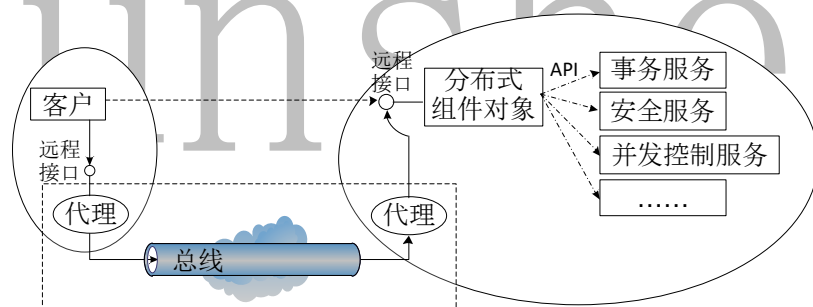 unshe
远程
接口
客户
分布式
组件对象
API
事务服务
安全服务
并发控制服务
……
远程
接口
代理
代理
总线